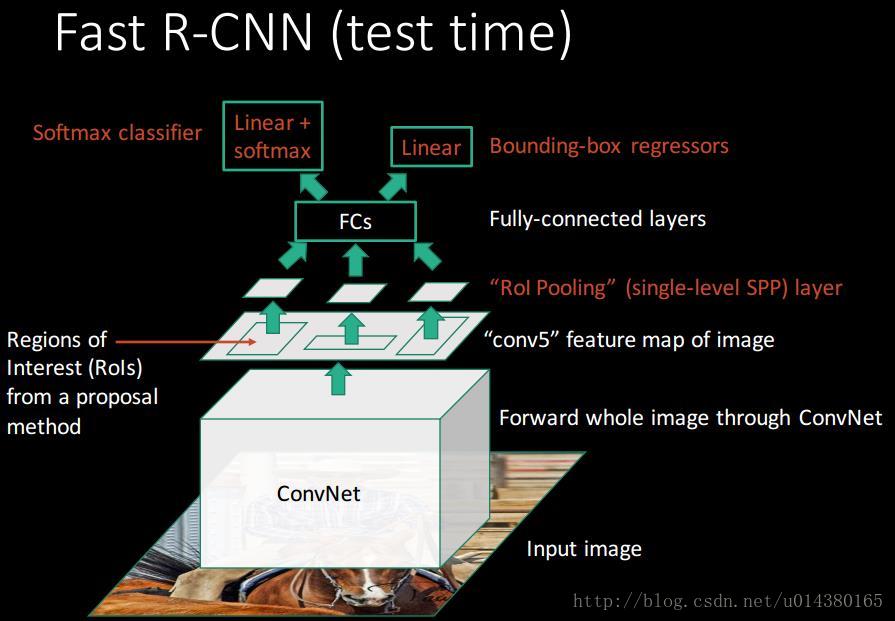 Fast R-CNN (test time)
Softmax classifier
Linear +
softmax
Linear
Bounding-box regressors
FCs
Fully-connected layers
“RoI Pooling” (single-level SPP) layer
Regions of
Interest (RoIs)
from a proposal
method
“conv5” feature map of image
Forward whole image through ConvNet
ConvNet
Input image
http://blog.csdn.net/u014380165